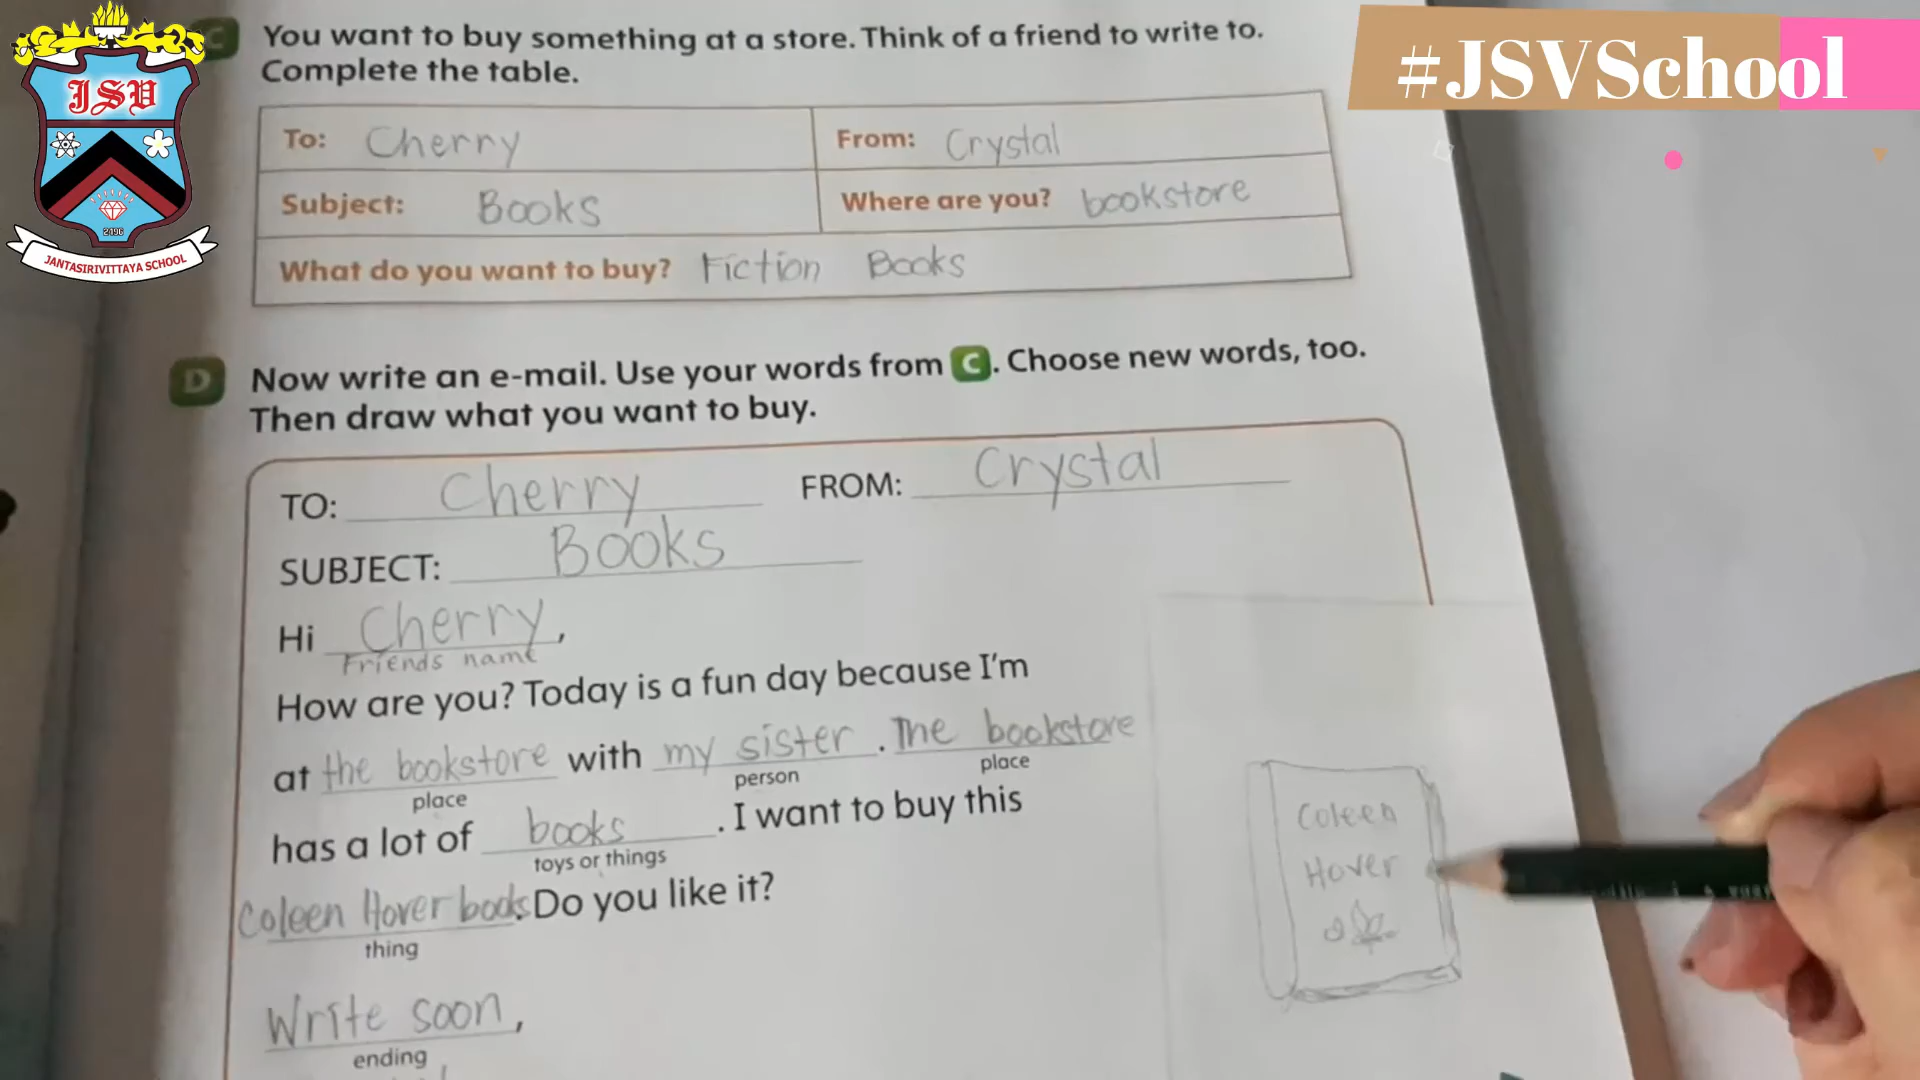 JSV
2496
JANTASIRIVITTAYA SCHOOL
#JSVSchool
C You want to buy something at a store. Think of a friend to write to.
Complete the table.
To: Cherry From: Crystal
Subject: Books Where are you? bookstore
What do you want to buy? Fiction Books
D Now write an e-mail. Use your words from C. Choose new words, too.
Then draw what you want to buy.
TO: Cherry FROM: Crystal
SUBJECT: Books
Hi Cherry,
Friends name
How are you? Today is a fun day because I'm
at the bookstore with my sister. The bookstore
place person place
has a lot of books. I want to buy this
toys or things
Coleen Hover books. Do you like it?
thing
Write soon,
ending
Coleen
Hover